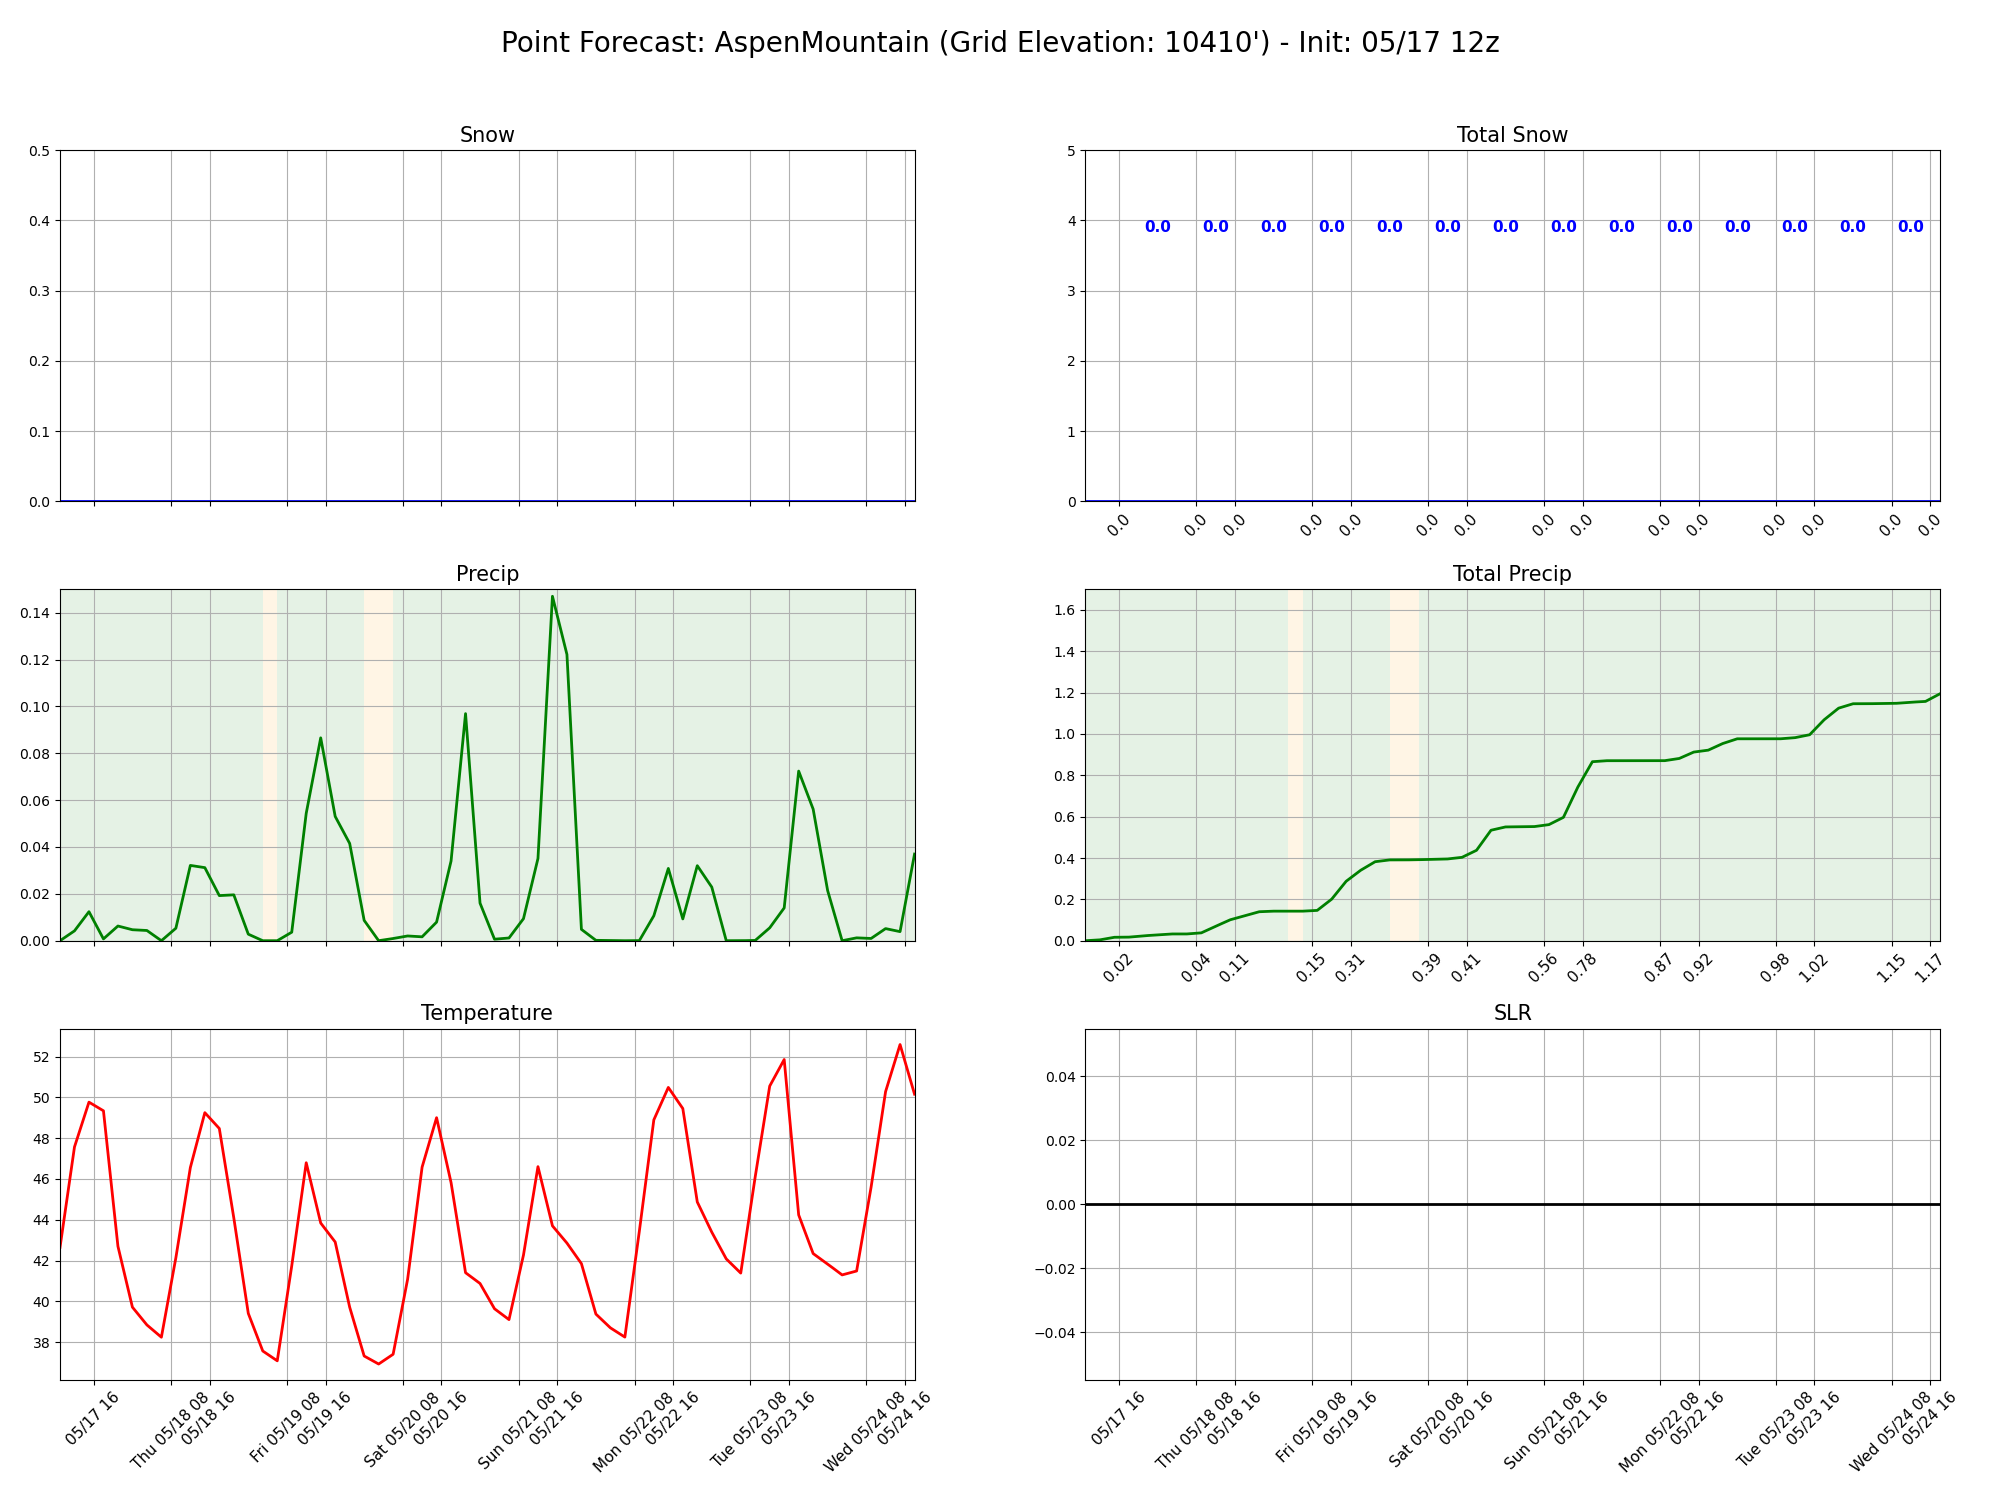 Point Forecast: AspenMountain (Grid Elevation: 10410') - Init: 05/17 12z
Snow
0.5
0.4
0.3
0.2
0.1
0.0
Total Snow
5
4
3
2
1
0
0.0 0.0 0.0 0.0 0.0 0.0 0.0 0.0 0.0 0.0 0.0 0.0 0.0 0.0
0.0 0.0 0.0 0.0 0.0 0.0 0.0 0.0 0.0 0.0 0.0 0.0 0.0 0.0 0.0
Precip
0.14
0.12
0.10
0.08
0.06
0.04
0.02
0.00
Total Precip
1.6
1.4
1.2
1.0
0.8
0.6
0.4
0.2
0.0
0.02 0.04 0.11 0.15 0.31 0.39 0.41 0.56 0.78 0.87 0.92 0.98 1.02 1.15 1.17
Temperature
52
50
48
46
44
42
40
38
05/17 16
Thu 05/18 08
05/18 16
Fri 05/19 08
05/19 16
Sat 05/20 08
05/20 16
Sun 05/21 08
05/21 16
Mon 05/22 08
05/22 16
Tue 05/23 08
05/23 16
Wed 05/24 08
05/24 16
SLR
0.04
0.02
0.00
−0.02
−0.04
05/17 16
Thu 05/18 08
05/18 16
Fri 05/19 08
05/19 16
Sat 05/20 08
05/20 16
Sun 05/21 08
05/21 16
Mon 05/22 08
05/22 16
Tue 05/23 08
05/23 16
Wed 05/24 08
05/24 16